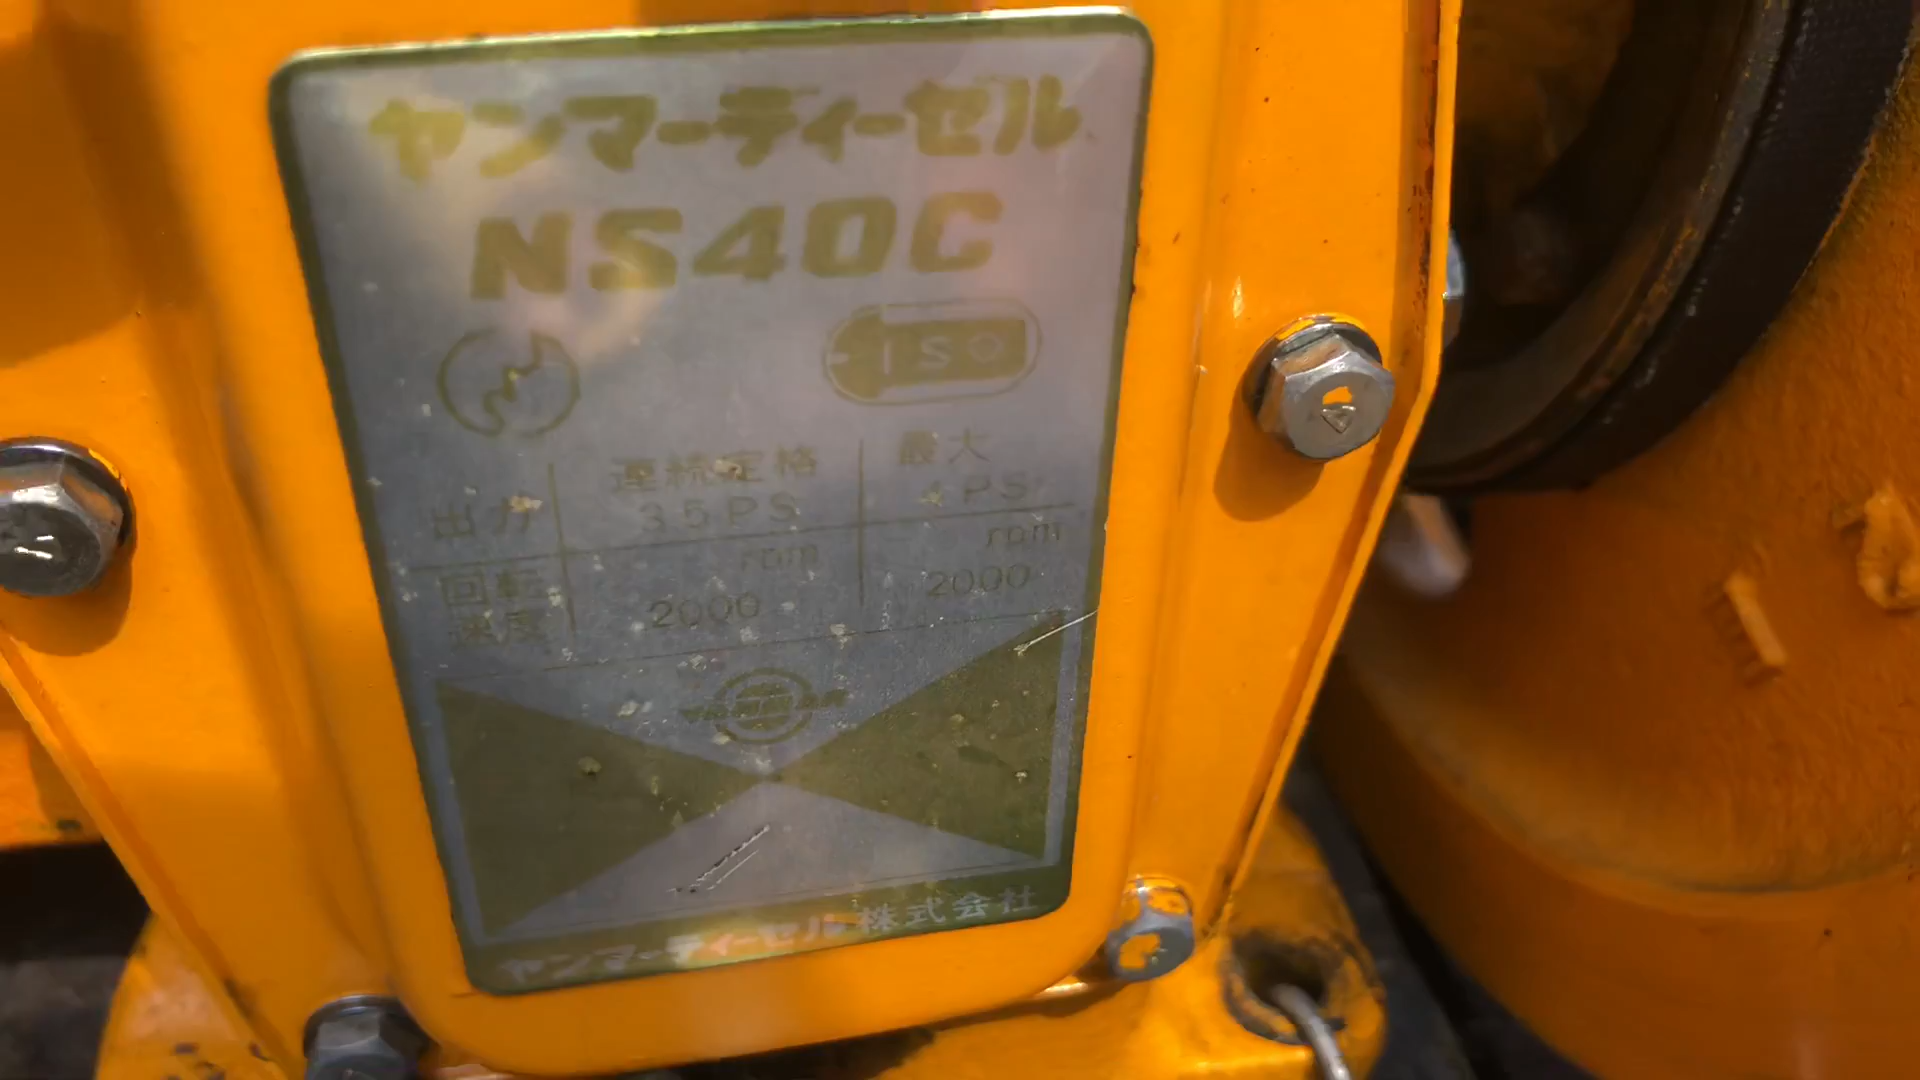 ヤンマーディーゼル
NS40C
ISO
連続定格 最大
出力 3.5PS 4PS
rpm rpm
回転速度 2000 2000
ヤンマーディーゼル株式会社